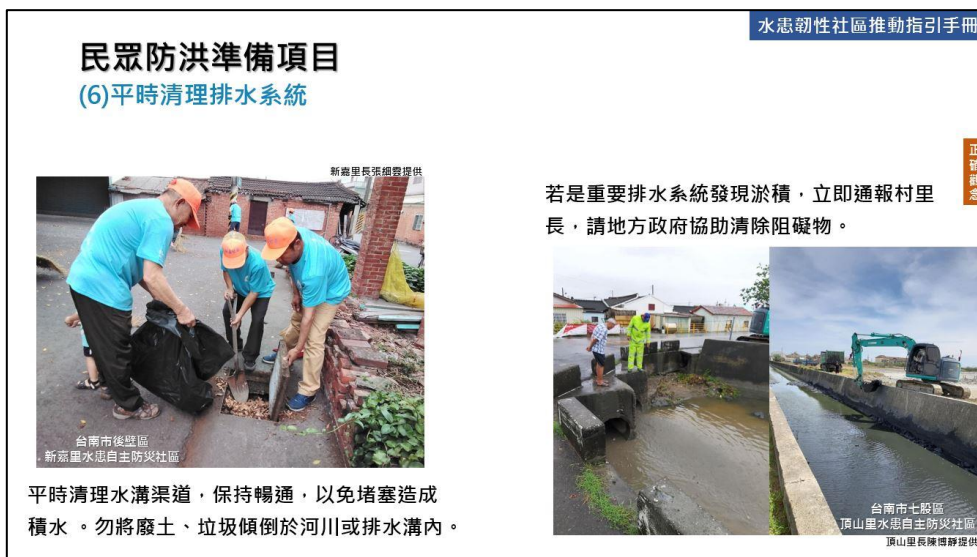 水患韌性社區推動指引手冊
民眾防洪準備項目
(6)平時清理排水系統
新嘉里長張細雲提供
台南市後壁區
新嘉里水患自主防災社區
平時清理水溝渠道，保持暢通，以免堵塞造成
積水 。勿將廢土、垃圾傾倒於河川或排水溝內。
正確觀念
若是重要排水系統發現淤積，立即通報村里
長，請地方政府協助清除阻礙物。
台南市七股區
頂山里水患自主防災社區
頂山里長陳博靜提供